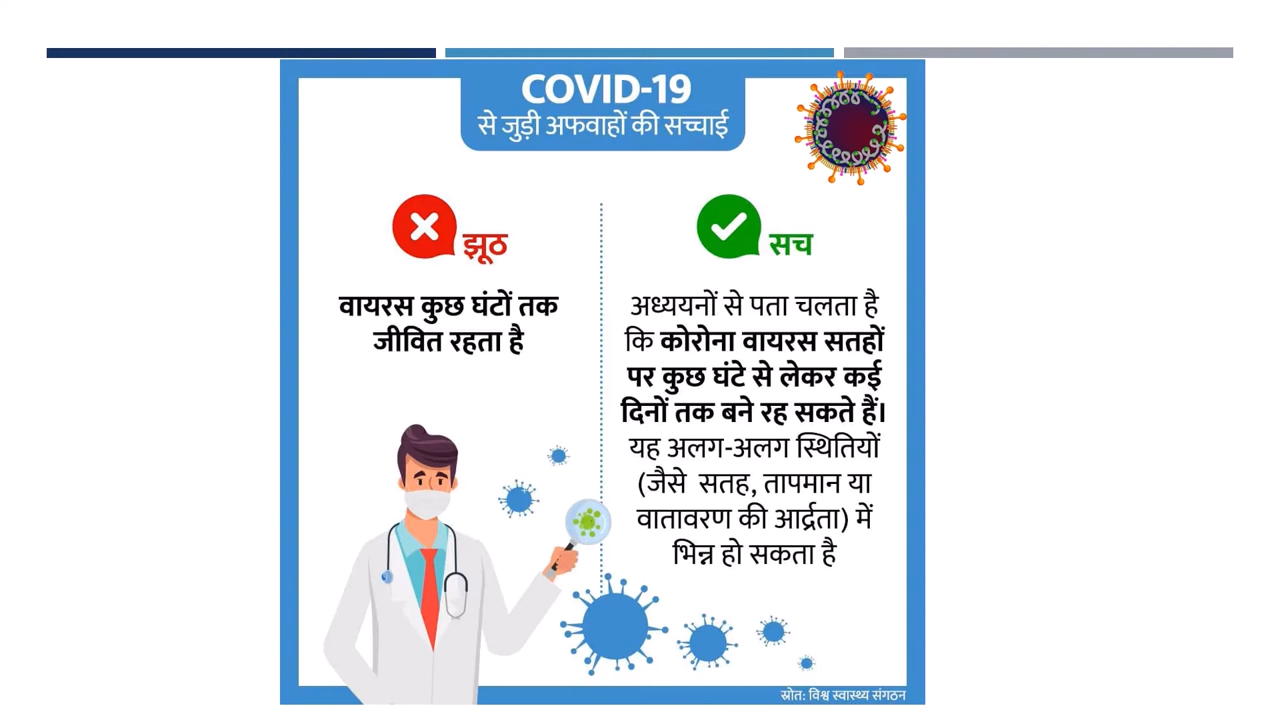 COVID-19
से जुड़ी अफवाहों की सच्चाई
झूठ
वायरस कुछ घंटों तक
जीवित रहता है
सच
अध्ययनों से पता चलता है
कि कोरोना वायरस सतहों
पर कुछ घंटे से लेकर कई
दिनों तक बने रह सकते हैं।
यह अलग-अलग स्थितियों
(जैसे सतह, तापमान या
वातावरण की आर्द्रता) में
भिन्न हो सकता है
स्रोत: विश्व स्वास्थ्य संगठन